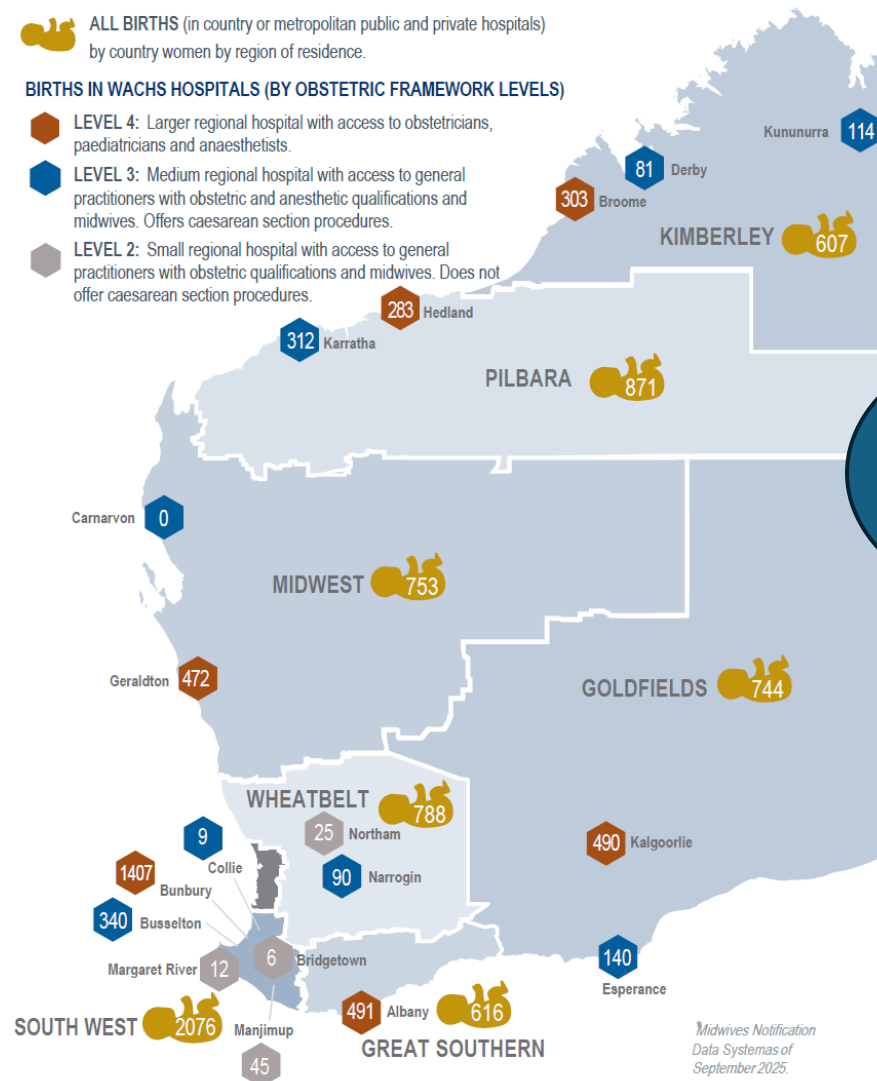 ALL BIRTHS (in country or metropolitan public and private hospitals)
by country women by region of residence.
BIRTHS IN WACHS HOSPITALS (BY OBSTETRIC FRAMEWORK LEVELS)
LEVEL 4: Larger regional hospital with access to obstetricians,
paediatricians and anaesthetists.
LEVEL 3: Medium regional hospital with access to general
practitioners with obstetric and anesthetic qualifications and
midwives. Offers caesarean section procedures.
LEVEL 2: Small regional hospital with access to general
practitioners with obstetric qualifications and midwives. Does not
offer caesarean section procedures.
Kununurra 114
81 Derby
303 Broome
KIMBERLEY 607
283 Hedland
312 Karratha
PILBARA 871
Carnarvon 0
MIDWEST 753
Geraldton 472
GOLDFIELDS 744
WHEATBELT 788
25 Northam
9
Collie
90 Narrogin
490 Kalgoorlie
1407
Bunbury
340 Busselton
6 Bridgetown
Margaret River 12
140
Esperance
491 Albany 616
SOUTH WEST 2076
Manjimup
45
GREAT SOUTHERN
*Midwives Notification
Data Systemas of
September 2025.